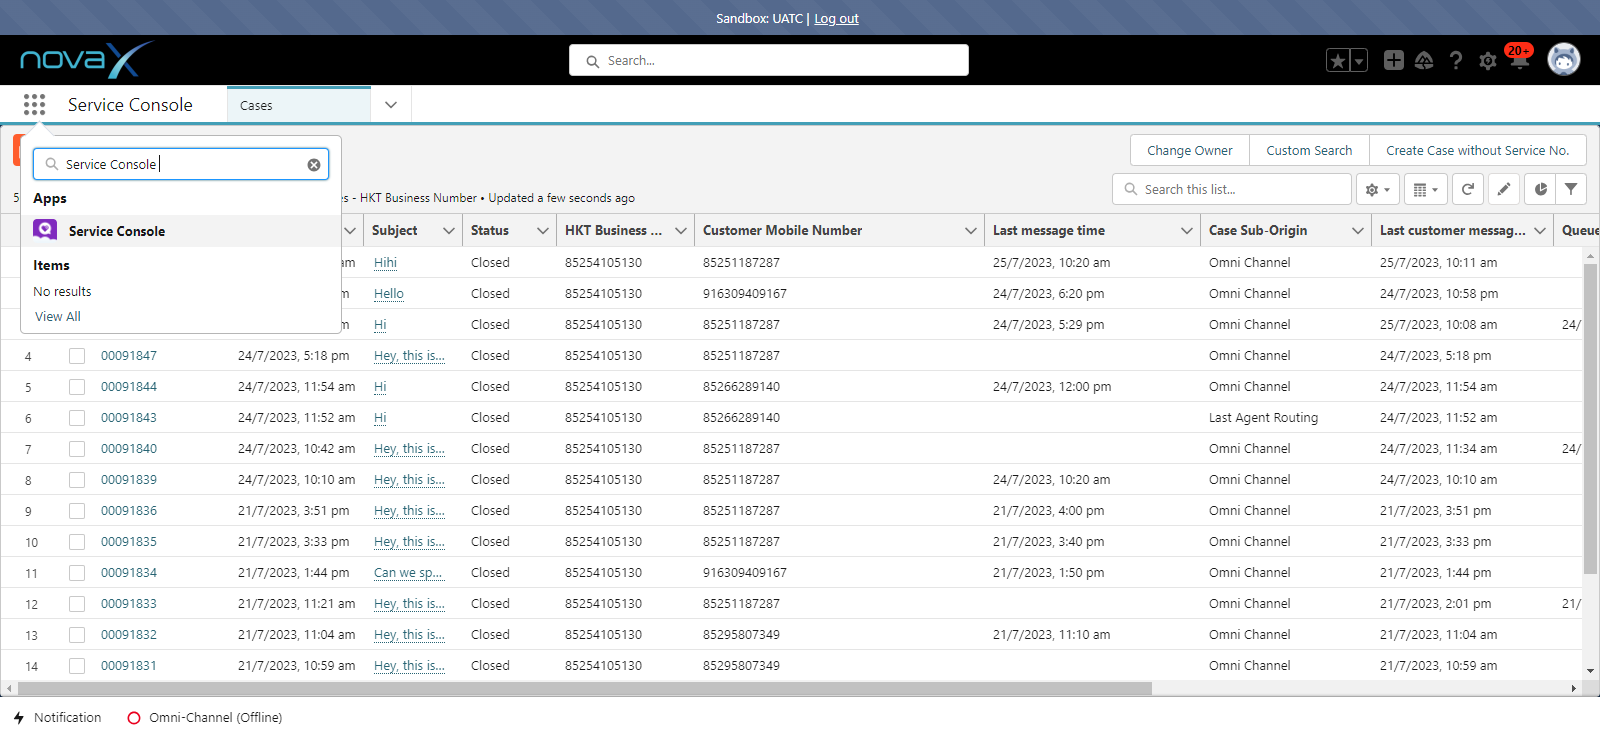 Sandbox: UATC | Log out
novax
Search...
20+
Service Console
Cases
Service Console
Apps
Service Console
Items
No results
View All
Change Owner
Custom Search
Create Case without Service No.
5
s - HKT Business Number • Updated a few seconds ago
Search this list...
Subject Status HKT Business ... Customer Mobile Number Last message time Case Sub-Origin Last customer messag... Queue
am Hihi Closed 85254105130 85251187287 25/7/2023, 10:20 am Omni Channel 25/7/2023, 10:11 am
m Hello Closed 85254105130 916309409167 24/7/2023, 6:20 pm Omni Channel 24/7/2023, 10:58 pm
m Hi Closed 85254105130 85251187287 24/7/2023, 5:29 pm Omni Channel 25/7/2023, 10:08 am 24/
4 00091847 24/7/2023, 5:18 pm Hey, this is... Closed 85254105130 85251187287 Omni Channel 24/7/2023, 5:18 pm
5 00091844 24/7/2023, 11:54 am Hi Closed 85254105130 85266289140 24/7/2023, 12:00 pm Omni Channel 24/7/2023, 11:54 am
6 00091843 24/7/2023, 11:52 am Hi Closed 85254105130 85266289140 Last Agent Routing 24/7/2023, 11:52 am
7 00091840 24/7/2023, 10:42 am Hey, this is... Closed 85254105130 85251187287 Omni Channel 24/7/2023, 11:34 am 24/
8 00091839 24/7/2023, 10:10 am Hey, this is... Closed 85254105130 85251187287 24/7/2023, 10:20 am Omni Channel 24/7/2023, 10:10 am
9 00091836 21/7/2023, 3:51 pm Hey, this is... Closed 85254105130 85251187287 21/7/2023, 4:00 pm Omni Channel 21/7/2023, 3:51 pm
10 00091835 21/7/2023, 3:33 pm Hey, this is... Closed 85254105130 85251187287 21/7/2023, 3:40 pm Omni Channel 21/7/2023, 3:33 pm
11 00091834 21/7/2023, 1:44 pm Can we sp... Closed 85254105130 916309409167 21/7/2023, 1:50 pm Omni Channel 21/7/2023, 1:44 pm
12 00091833 21/7/2023, 11:21 am Hey, this is... Closed 85254105130 85251187287 Omni Channel 21/7/2023, 2:01 pm 21/
13 00091832 21/7/2023, 11:04 am Hey, this is... Closed 85254105130 85295807349 21/7/2023, 11:10 am Omni Channel 21/7/2023, 11:04 am
14 00091831 21/7/2023, 10:59 am Hey, this is... Closed 85254105130 85295807349 Omni Channel 21/7/2023, 10:59 am
Notification Omni-Channel (Offline)